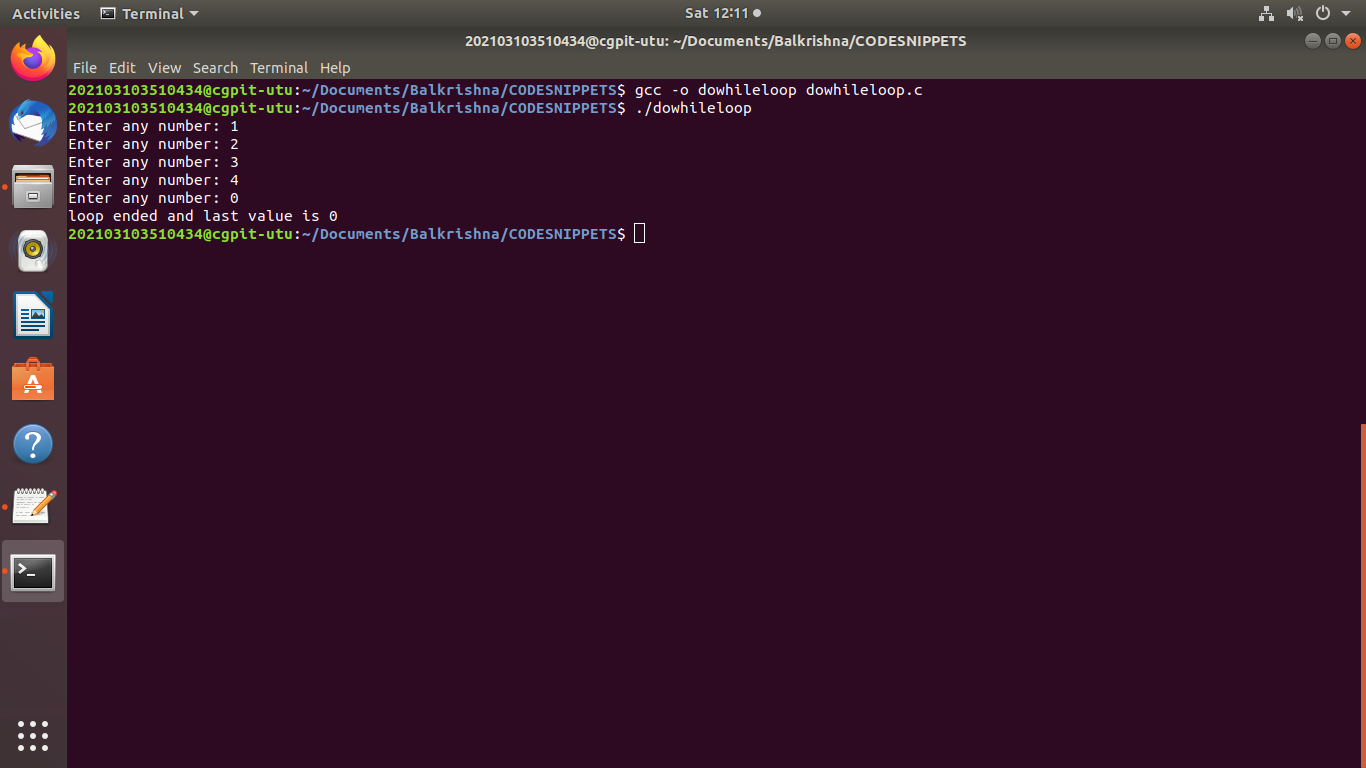 Activities Terminal Sat 12:11
202103103510434@cgpit-utu: ~/Documents/Balkrishna/CODESNIPPETS
File Edit View Search Terminal Help
202103103510434@cgpit-utu:~/Documents/Balkrishna/CODESNIPPETS$ gcc -o dowhileloop dowhileloop.c
202103103510434@cgpit-utu:~/Documents/Balkrishna/CODESNIPPETS$ ./dowhileloop
Enter any number: 1
Enter any number: 2
Enter any number: 3
Enter any number: 4
Enter any number: 0
loop ended and last value is 0
202103103510434@cgpit-utu:~/Documents/Balkrishna/CODESNIPPETS$